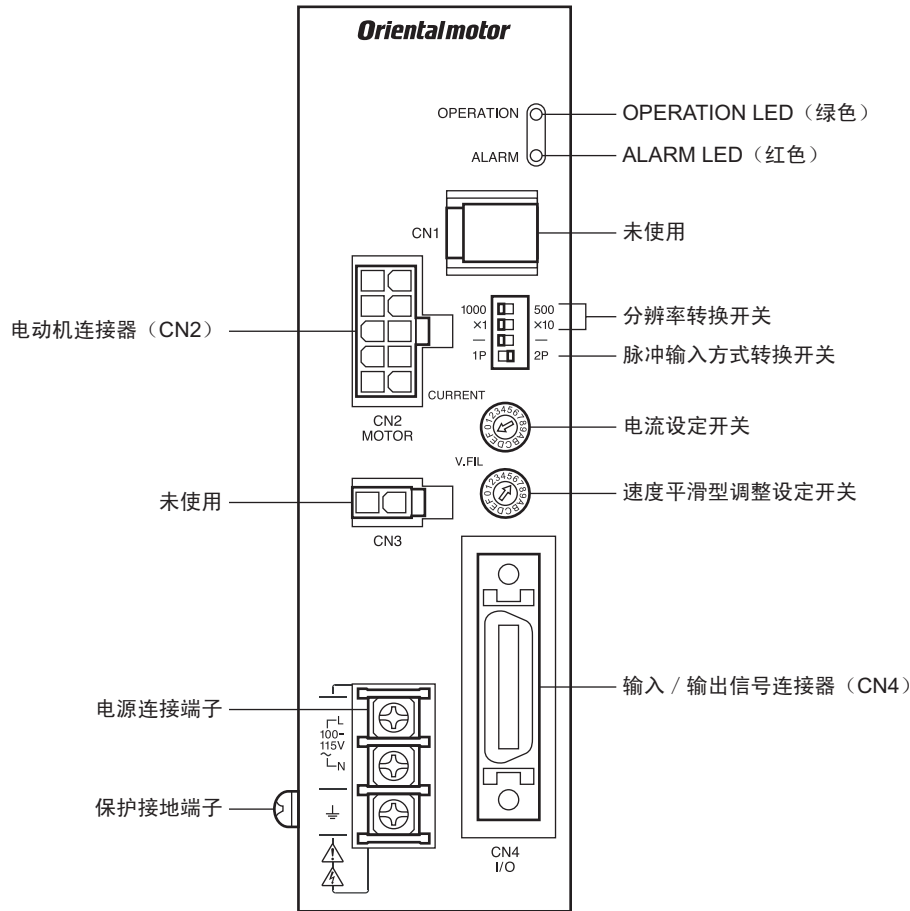 Orientalmotor
OPERATION
OPERATION LED（绿色）
ALARM
ALARM LED（红色）
CN1
未使用
电动机连接器（CN2）
1000
500
×1
×10
分辨率转换开关
—
—
1P
2P
脉冲输入方式转换开关
CN2
MOTOR
CURRENT
0123456789ABCDEF
电流设定开关
V.FIL
0123456789ABCDEF
速度平滑型调整设定开关
未使用
CN3
输入 / 输出信号连接器（CN4）
电源连接端子
L
100-
115V
~
N
保护接地端子
CN4
I/O